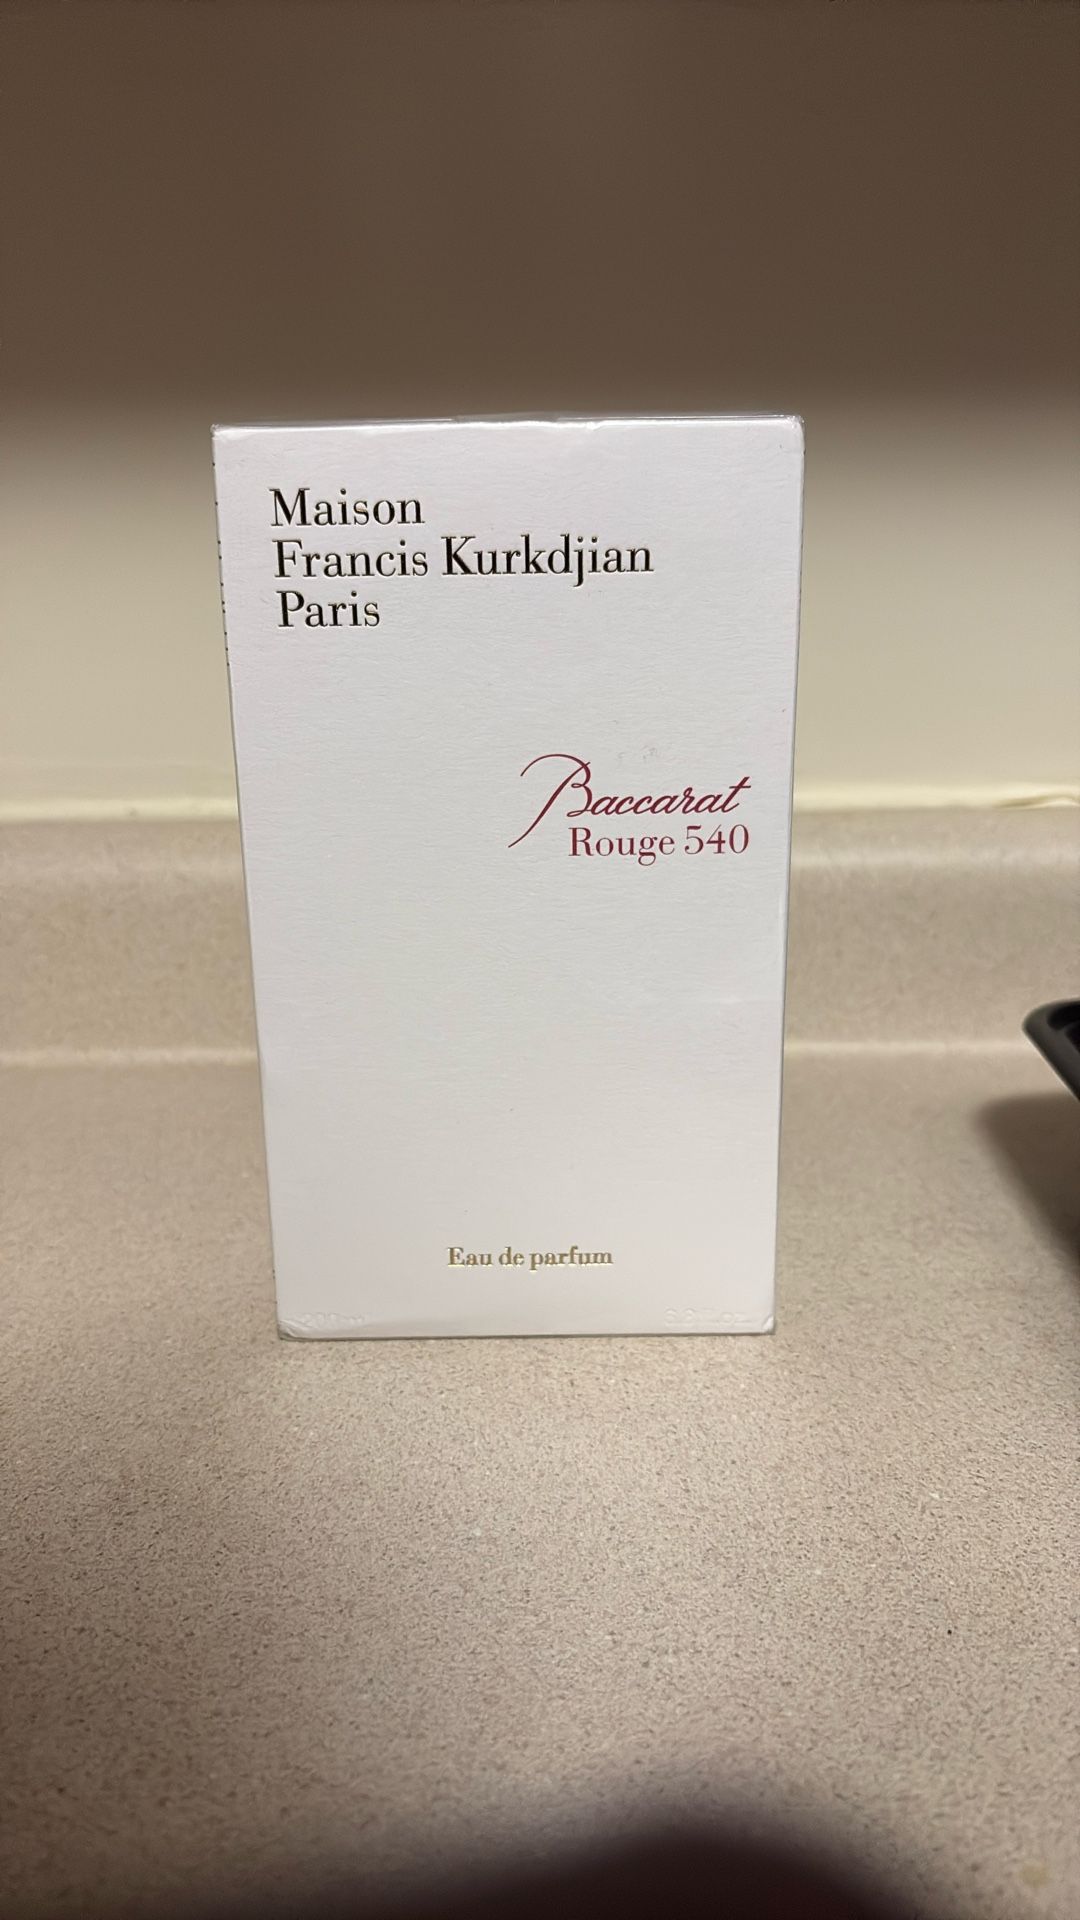 Maison
Francis Kurkdjian
Paris
Baccarat
Rouge 540
Eau de parfum